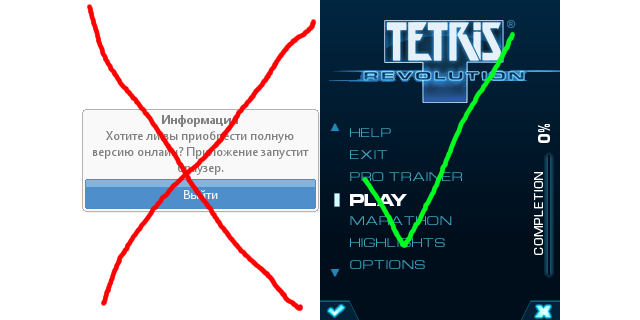 Информация
Хотите ли вы приобрести полную
версию онлайн? Приложение запустит
браузер.
Выйти
TETRIS®
REVOLUTION
HELP
EXIT
PRO TRAINER
PLAY
MARATHON
HIGHLIGHTS
OPTIONS
COMPLETION 0%